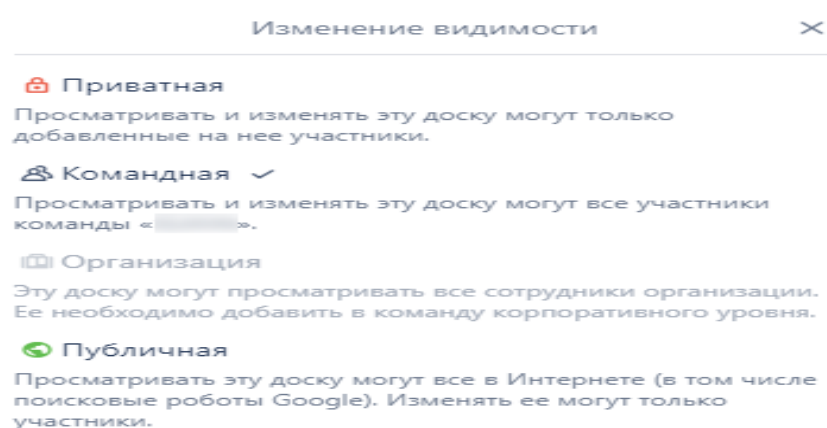 Изменение видимости
Приватная
Просматривать и изменять эту доску могут только
добавленные на нее участники.
Командная
Просматривать и изменять эту доску могут все участники
команды « ».
Организация
Эту доску могут просматривать все сотрудники организации.
Ее необходимо добавить в команду корпоративного уровня.
Публичная
Просматривать эту доску могут все в Интернете (в том числе
поисковые роботы Google). Изменять ее могут только
участники.